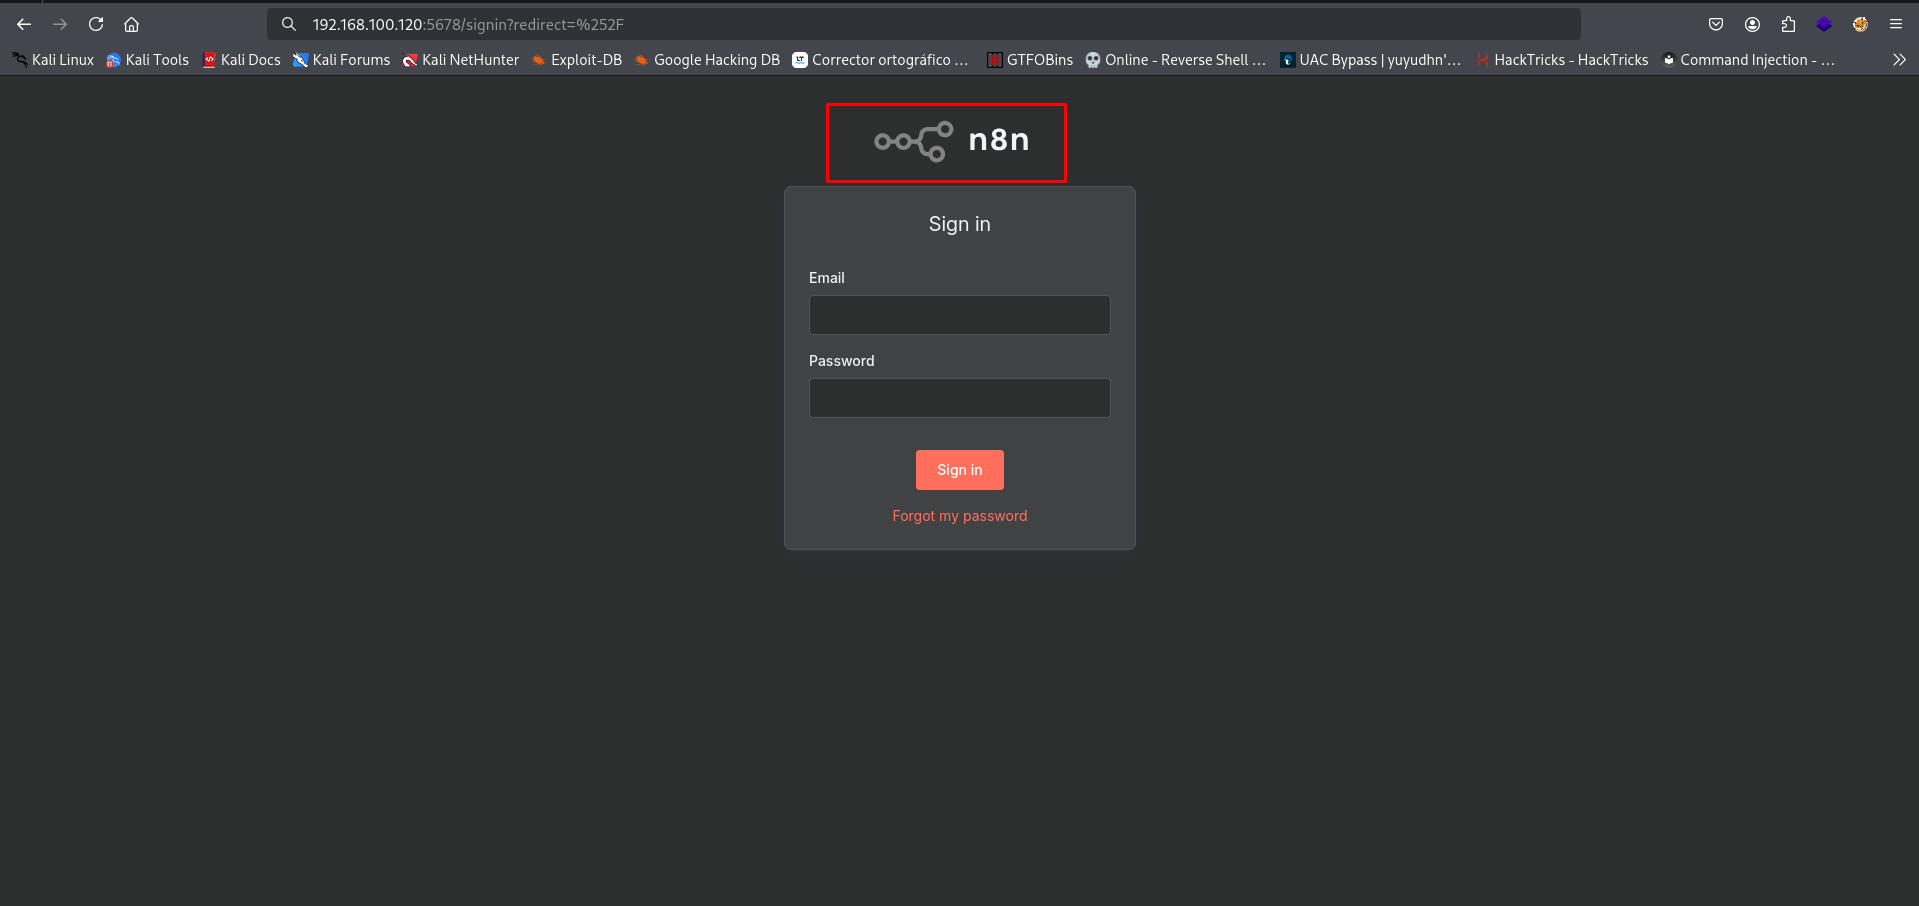 192.168.100.120:5678/signin?redirect=%252F
Kali Linux Kali Tools Kali Docs Kali Forums Kali NetHunter Exploit-DB Google Hacking DB Corrector ortográfico ... GTFOBins Online - Reverse Shell ... UAC Bypass | yuyudhn'... HackTricks - HackTricks Command Injection - ...
n8n
Sign in
Email
Password
Sign in
Forgot my password